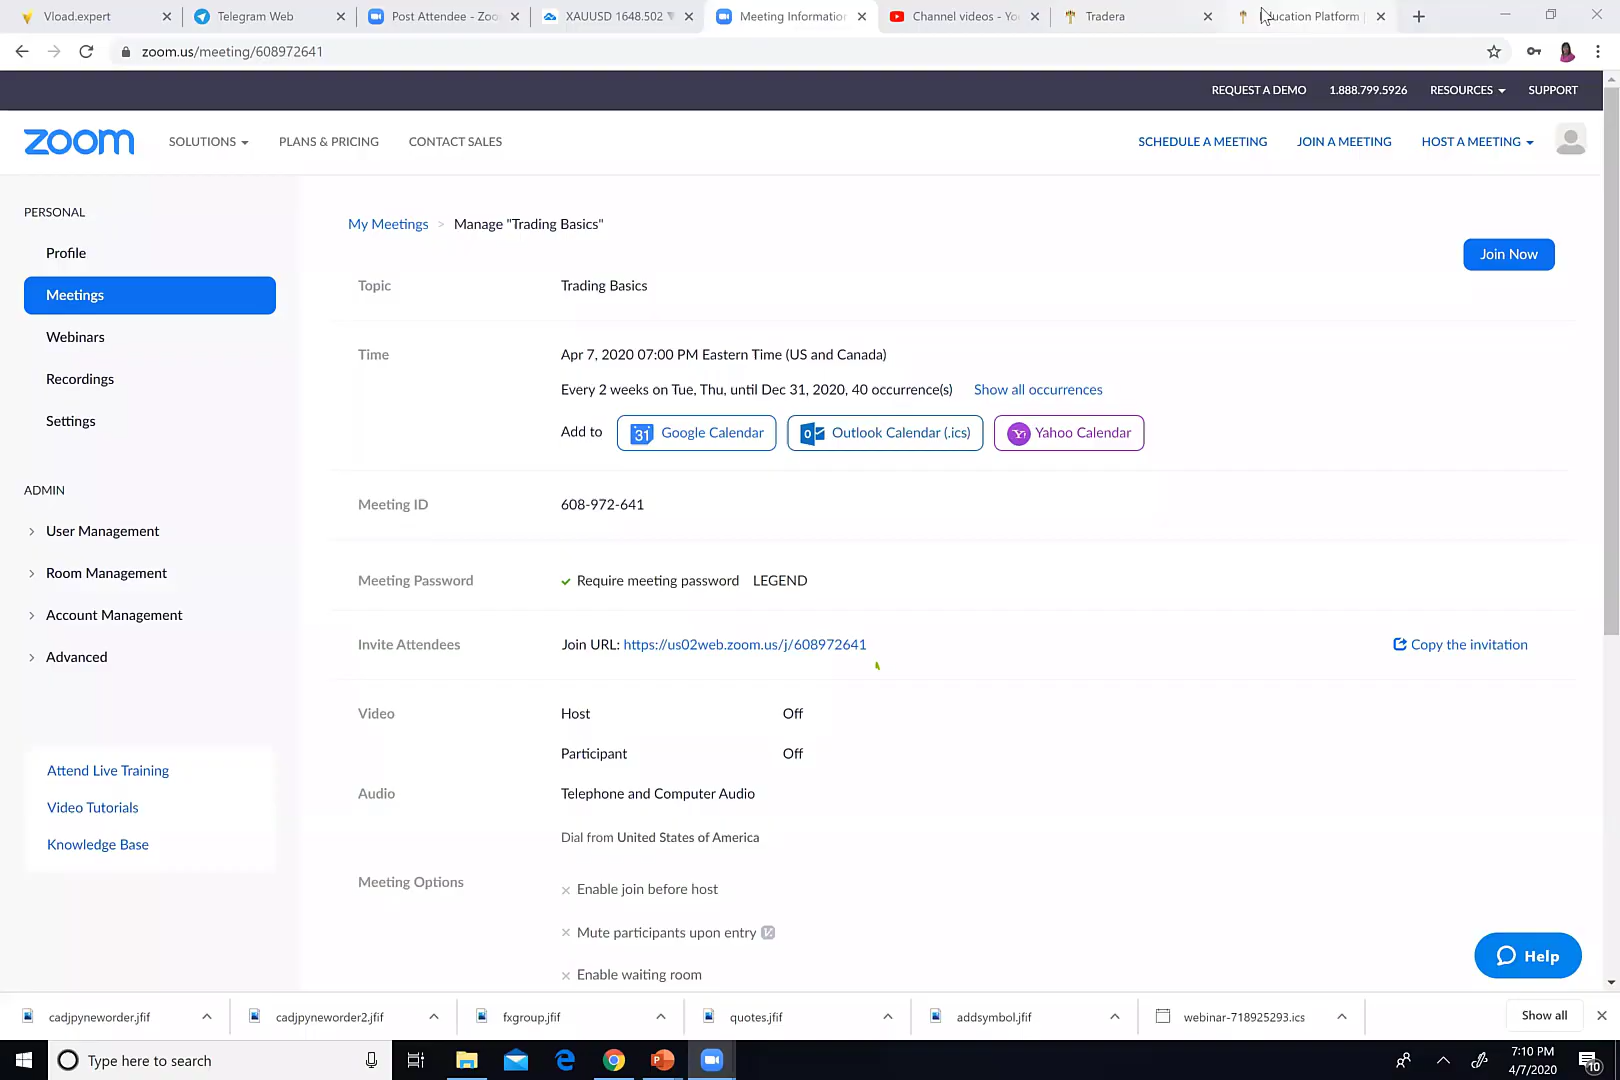 Vload.expert
Telegram Web
Post Attendee - Zoo
XAUUSD 1648.502 ▼
Meeting Informatio
Channel videos - Yo
Tradera
ucation Platform |
zoom.us/meeting/608972641
REQUEST A DEMO 1.888.799.5926 RESOURCES SUPPORT
zoom
SOLUTIONS PLANS & PRICING CONTACT SALES
SCHEDULE A MEETING JOIN A MEETING HOST A MEETING
PERSONAL
Profile
Meetings
Webinars
Recordings
Settings
ADMIN
User Management
Room Management
Account Management
Advanced
Attend Live Training
Video Tutorials
Knowledge Base
My Meetings > Manage "Trading Basics"
Join Now
Topic Trading Basics
Time Apr 7, 2020 07:00 PM Eastern Time (US and Canada)
Every 2 weeks on Tue, Thu, until Dec 31, 2020, 40 occurrence(s) Show all occurrences
Add to 31 Google Calendar Outlook Calendar (.ics) Yahoo Calendar
Meeting ID 608-972-641
Meeting Password Require meeting password LEGEND
Invite Attendees Join URL: https://us02web.zoom.us/j/608972641 Copy the invitation
Video Host Off
Participant Off
Audio Telephone and Computer Audio
Dial from United States of America
Meeting Options Enable join before host
Mute participants upon entry
Enable waiting room
Help
cadjpyneworder.jfif
cadjpyneworder2.jfif
fxgroup.jfif
quotes.jfif
addsymbol.jfif
webinar-718925293.ics
Show all
Type here to search
7:10 PM
4/7/2020
10